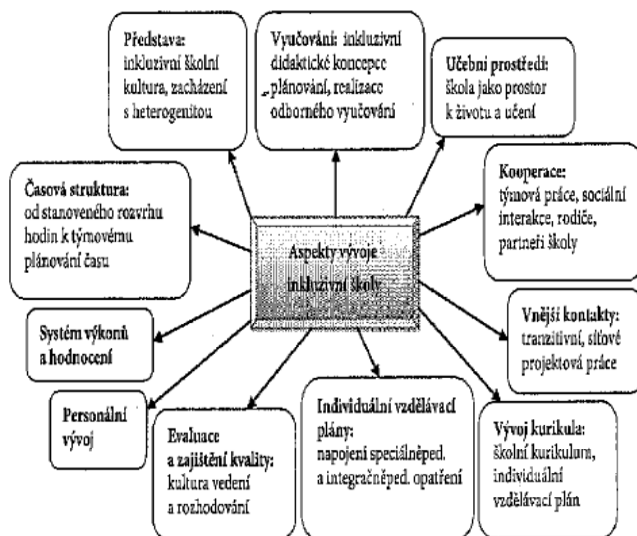 Představa:
inkluzivní školní
kultura, zacházení
s heterogenitou
Vyučování: inkluzivní
didaktické koncepce
plánování, realizace
odborného vyučování
Učební prostředí:
škola jako prostor
k životu a učení
Časová struktura:
od stanoveného rozvrhu
hodin k týmovému
plánování času
Aspekty vývoje
inkluzivní školy
Kooperace:
týmová práce, sociální
interakce, rodiče,
partneři školy
Systém výkonů
a hodnocení
Vnější kontakty:
tranzitivní, síťové
projektová práce
Personální
vývoj
Evaluace
a zajištění kvality:
kultura vedení
a rozhodování
Individuální vzdělávací
plány:
napojení speciálněped.
a integračněped. opatření
Vývoj kurikula:
školní kurikulum,
individuální
vzdělávací plán